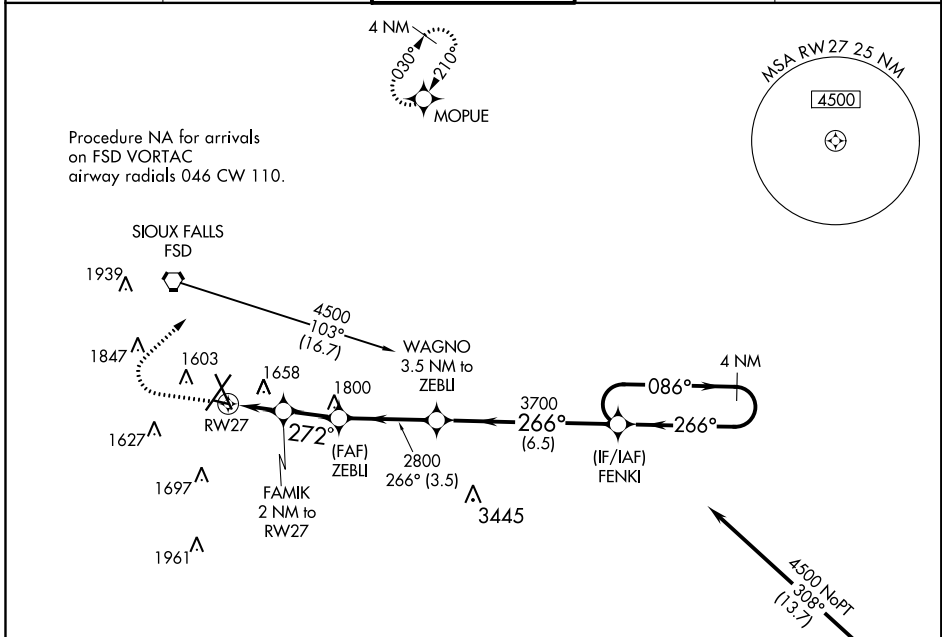 4 NM
030°
210°
MOPUE
MSA RW 27 25 NM
4500
Procedure NA for arrivals
on FSD VORTAC
airway radials 046 CW 110.
SIOUX FALLS
FSD
1939
4500
103°
(16.7)
WAGNO
3.5 NM to
ZEBLI
1847
1603
1658
1800
3700
266°
(6.5)
4 NM
086°
266°
RW27
272°
(FAF)
ZEBLI
2800
266° (3.5)
(IF/IAF)
FENKI
1627
1697
FAMIK
2 NM to
RW27
3445
1961
4500 NoPT
308°
(13.7)